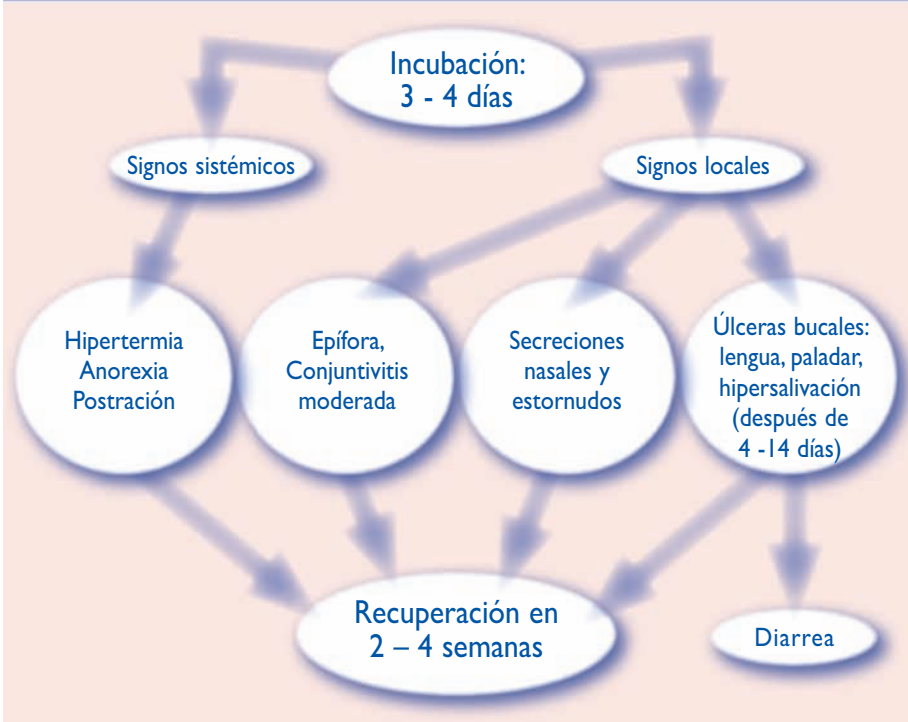 Incubación:
3 - 4 días
Signos sistémicos
Signos locales
Hipertermia
Anorexia
Postración
Epífora,
Conjuntivitis
moderada
Secreciones
nasales y
estornudos
Úlceras bucales:
lengua, paladar,
hipersalivación
(después de
4 -14 días)
Recuperación en
2 – 4 semanas
Diarrea